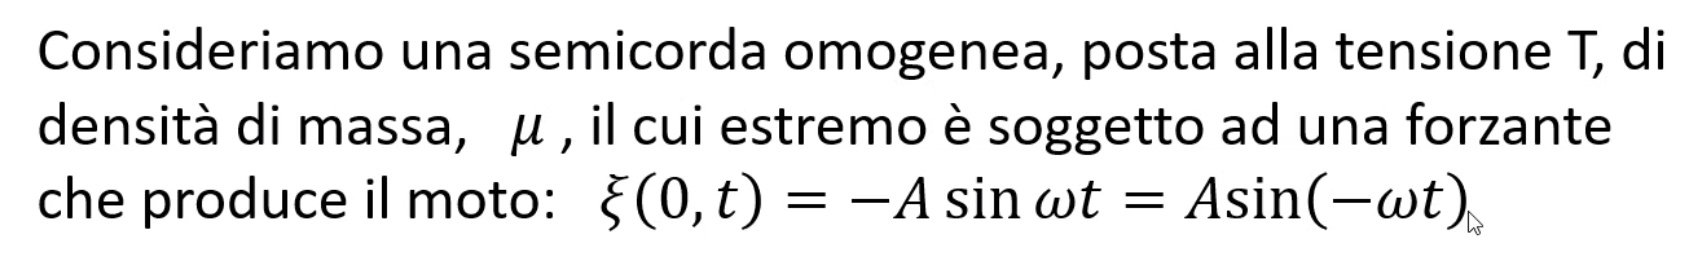 Consideriamo una semicorda omogenea, posta alla tensione T, di
densità di massa, μ , il cui estremo è soggetto ad una forzante
che produce il moto: ξ(0, t) = −A sin ωt = Asin(−ωt)